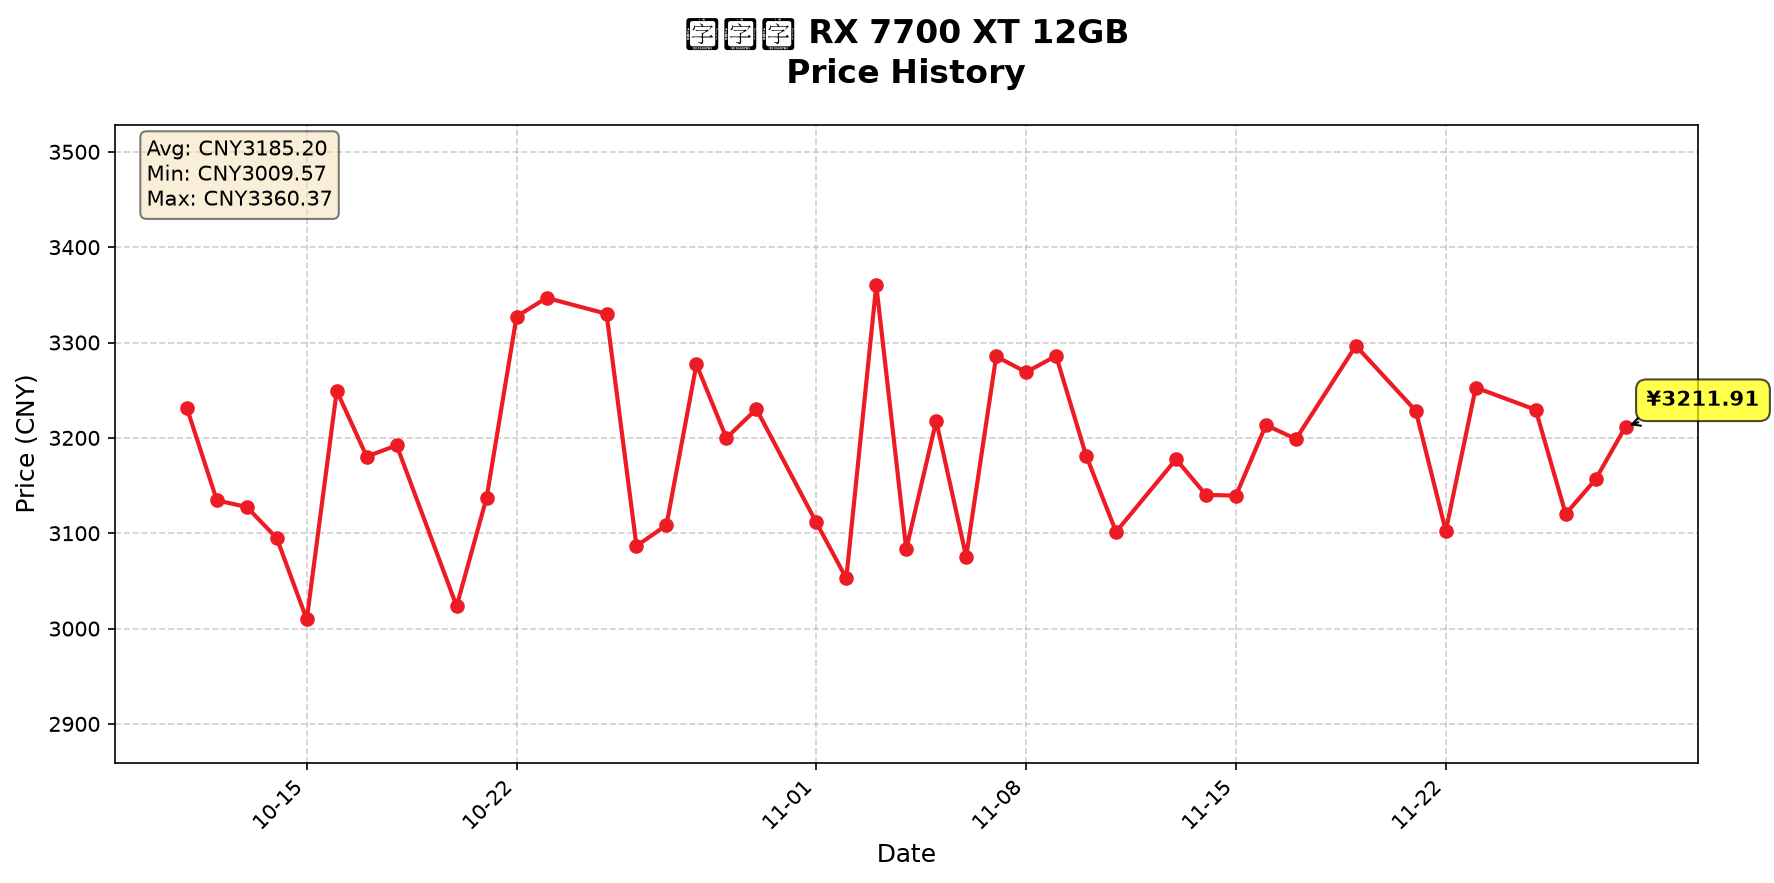 RX 7700 XT 12GB
Price History
Avg: CNY3185.20
Min: CNY3009.57
Max: CNY3360.37
3500
3400
3300
3200
3100
3000
2900
Price (CNY)
¥3211.91
10-15
10-22
11-01
11-08
11-15
11-22
Date